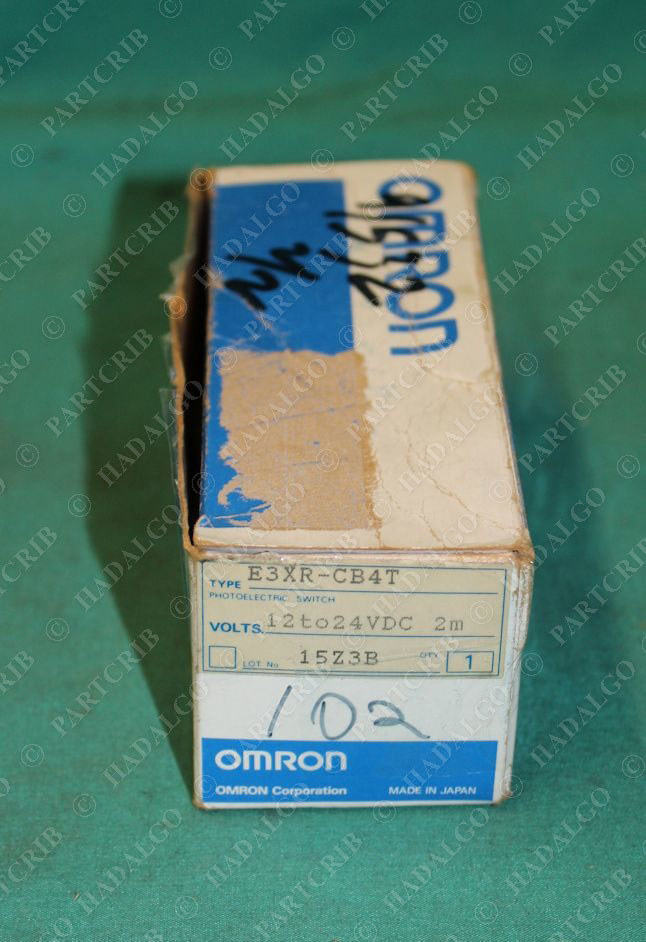 OMRON
TYPE E3XR-CB4T
PHOTOELECTRIC SWITCH
VOLTS. 12to24VDC 2m
LOT No 15Z3B QTY. 1
102
OMRON
OMRON Corporation MADE IN JAPAN
© PARTCRIB HADALGO